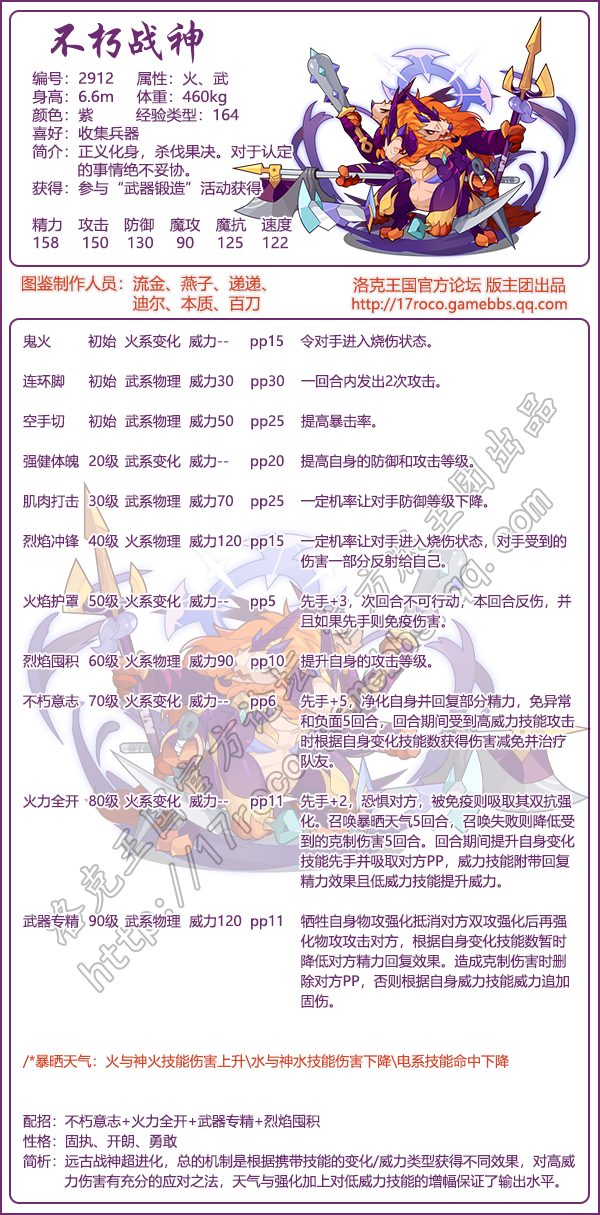 不朽战神
编号：2912 属性：火、武
身高：6.6m 体重：460kg
颜色：紫 经验类型：164
喜好：收集兵器
简介：正义化身，杀伐果决。对于认定
的事情绝不妥协。
获得：参与“武器锻造”活动获得
精力 攻击 防御 魔攻 魔抗 速度
158 150 130 90 125 122
图鉴制作人员：流金、燕子、递递、
迪尔、本质、百刀
洛克王国官方论坛 版主团出品
http://17roco.gamebbs.qq.com
鬼火 初始 火系变化 威力-- pp15 令对手进入烧伤状态。
连环脚 初始 武系物理 威力30 pp30 一回合内发出2次攻击。
空手切 初始 武系物理 威力50 pp25 提高暴击率。
强健体魄 20级 武系变化 威力-- pp20 提高自身的防御和攻击等级。
肌肉打击 30级 武系物理 威力70 pp25 一定机率让对手防御等级下降。
烈焰冲锋 40级 火系物理 威力120 pp15 一定机率让对手进入烧伤状态，对手受到的
伤害一部分反射给自己。
火焰护罩 50级 火系变化 威力-- pp5 先手+3，次回合不可行动，本回合反伤，并
且如果先手则免疫伤害。
烈焰囤积 60级 火系物理 威力90 pp10 提升自身的攻击等级。
不朽意志 70级 火系变化 威力-- pp6 先手+5，净化自身并回复部分精力，免异常
和负面5回合，回合期间受到高威力技能攻击
时根据自身变化技能数获得伤害减免并治疗
队友。
火力全开 80级 火系变化 威力-- pp11 先手+2，恐惧对方，被免疫则吸取其双抗强
化。召唤暴晒天气5回合，召唤失败则降低受
到的克制伤害5回合。回合期间提升自身变化
技能先手并吸取对方PP，威力技能附带回复
精力效果且低威力技能提升威力。
武器专精 90级 武系物理 威力120 pp11 牺牲自身物攻强化抵消对方双攻强化后再强
化物攻攻击对方，根据自身变化技能数暂时
降低对方精力回复效果。造成克制伤害时删
除对方PP，否则根据自身威力技能威力追加
固伤。
/*暴晒天气：火与神火技能伤害上升\水与神水技能伤害下降\电系技能命中下降
配招：不朽意志+火力全开+武器专精+烈焰囤积
性格：固执、开朗、勇敢
简析：远古战神超进化，总的机制是根据携带技能的变化/威力类型获得不同效果，对高威
力伤害有充分的应对之法，天气与强化加上对低威力技能的增幅保证了输出水平。
洛克王国官方论坛 版主团出品
http://17roco.gamebbs.qq.com